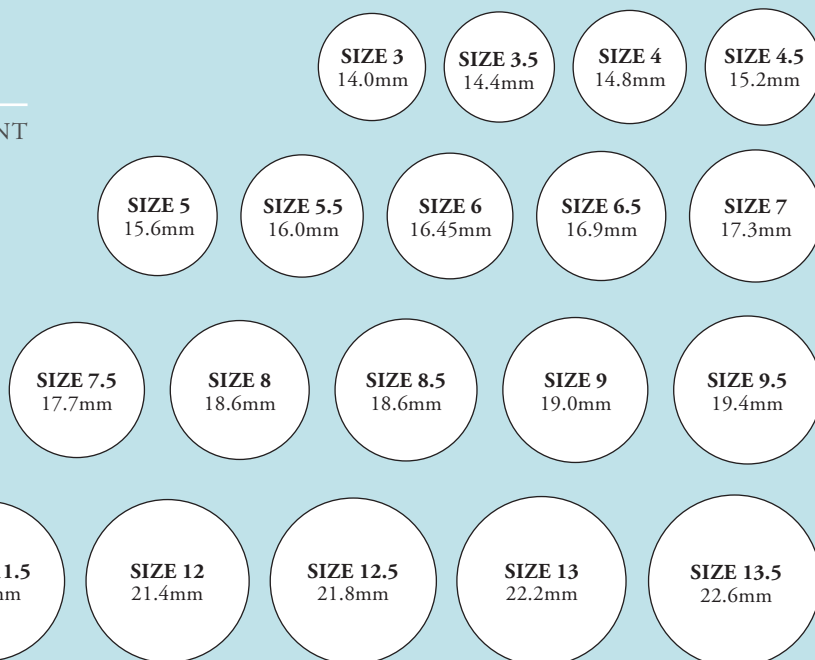 SIZE 3
14.0mm
SIZE 3.5
14.4mm
SIZE 4
14.8mm
SIZE 4.5
15.2mm
NT
SIZE 5
15.6mm
SIZE 5.5
16.0mm
SIZE 6
16.45mm
SIZE 6.5
16.9mm
SIZE 7
17.3mm
SIZE 7.5
17.7mm
SIZE 8
18.6mm
SIZE 8.5
18.6mm
SIZE 9
19.0mm
SIZE 9.5
19.4mm
1.5
mm
SIZE 12
21.4mm
SIZE 12.5
21.8mm
SIZE 13
22.2mm
SIZE 13.5
22.6mm